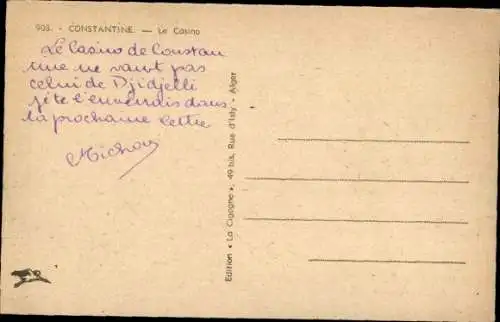 903. - CONSTANTINE. — Le Casino
Le Casino de Constan
tine ne vaut pas
celui de Djidjelli
je te l'enverrais dans
la prochaine lettre
Michou
Edition « La Cigogne », 49 bis, Rue d'Isly - Alger